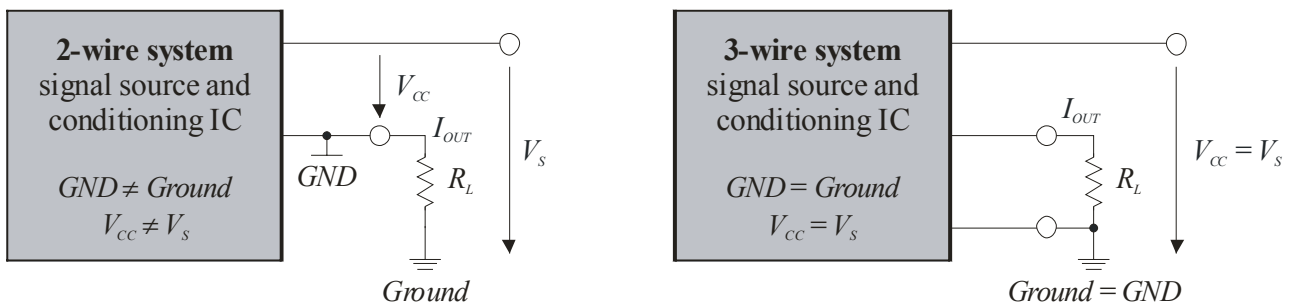 2-wire system
signal source and
conditioning IC
GND ≠ Ground
V_CC ≠ V_S
V_CC
I_OUT
GND
R_L
V_S
Ground
3-wire system
signal source and
conditioning IC
GND = Ground
V_CC = V_S
I_OUT
R_L
V_CC = V_S
Ground = GND